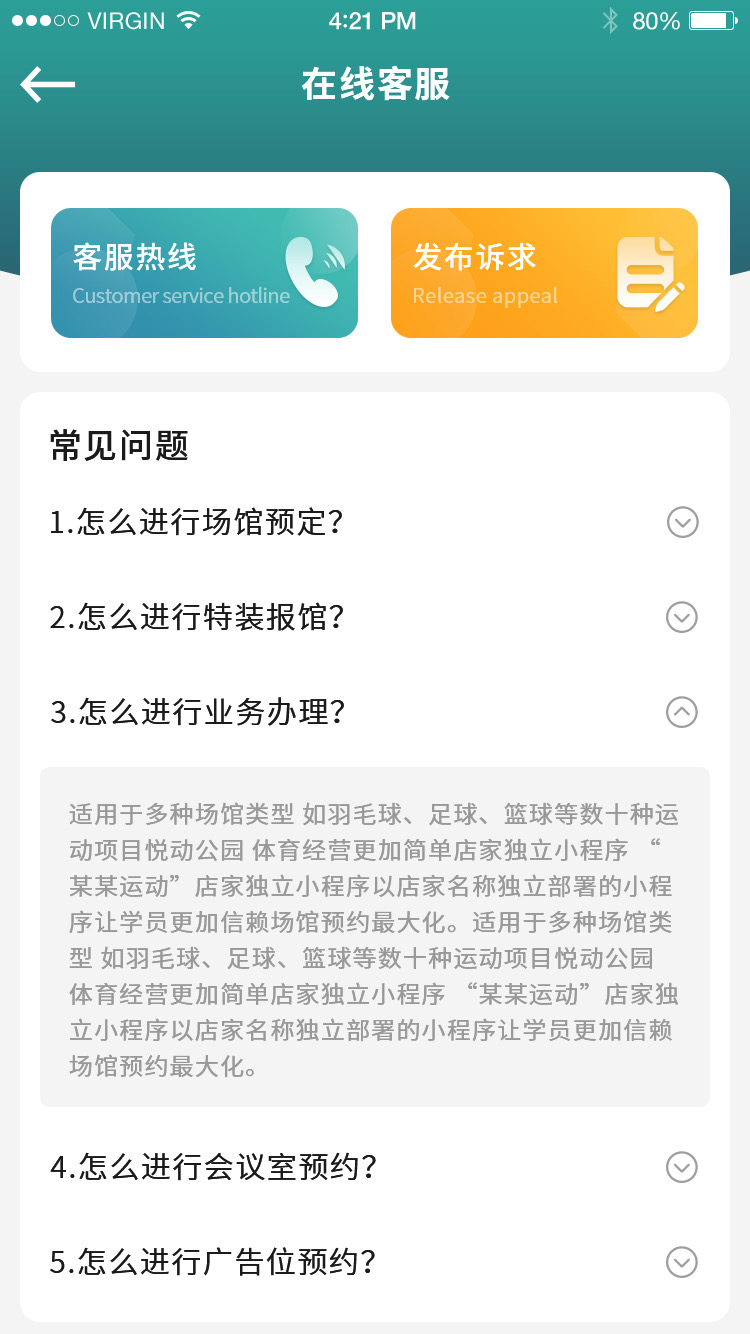 VIRGIN
4:21 PM
80%
在线客服
客服热线
Customer service hotline
发布诉求
Release appeal
常见问题
1.怎么进行场馆预定？
2.怎么进行特装报馆？
3.怎么进行业务办理？
适用于多种场馆类型 如羽毛球、足球、篮球等数十种运
动项目悦动公园 体育经营更加简单店家独立小程序 “
某某运动”店家独立小程序以店家名称独立部署的小程
序让学员更加信赖场馆预约最大化。适用于多种场馆类
型 如羽毛球、足球、篮球等数十种运动项目悦动公园
体育经营更加简单店家独立小程序 “某某运动”店家独
立小程序以店家名称独立部署的小程序让学员更加信赖
场馆预约最大化。
4.怎么进行会议室预约？
5.怎么进行广告位预约？